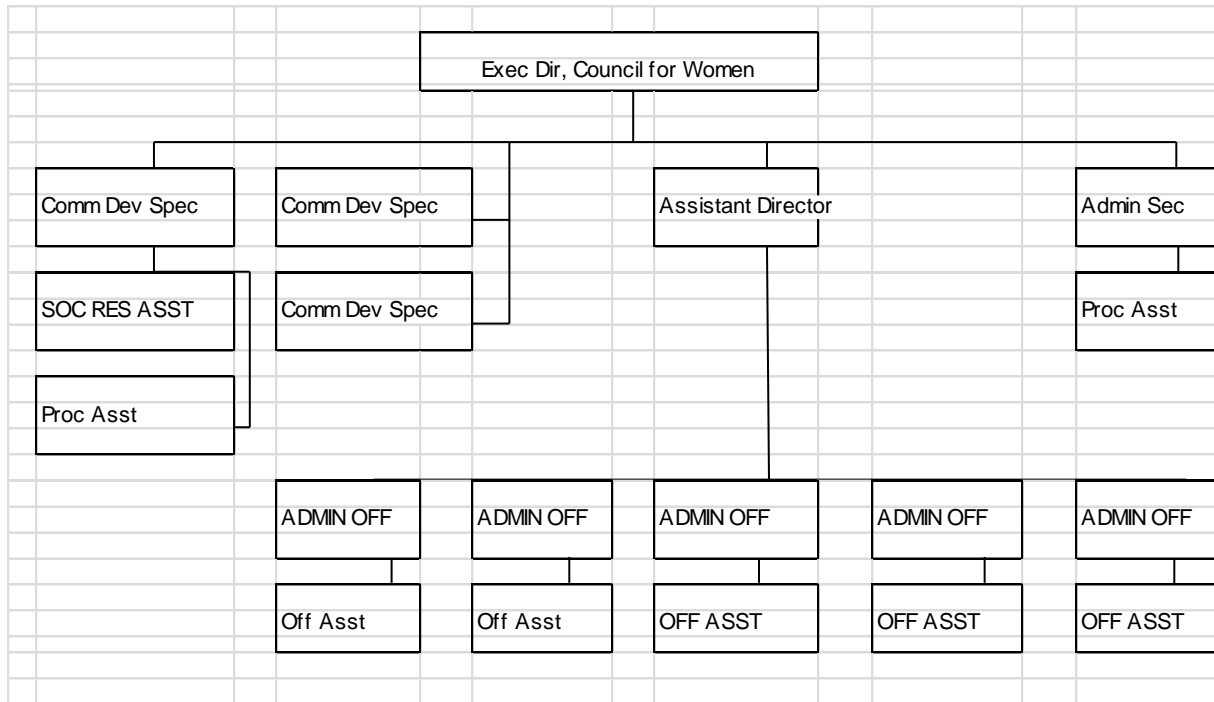 Exec Dir, Council for Women
Comm Dev Spec
Comm Dev Spec
Assistant Director
Admin Sec
SOC RES ASST
Comm Dev Spec
Proc Asst
Proc Asst
ADMIN OFF
ADMIN OFF
ADMIN OFF
ADMIN OFF
ADMIN OFF
Off Asst
Off Asst
OFF ASST
OFF ASST
OFF ASST